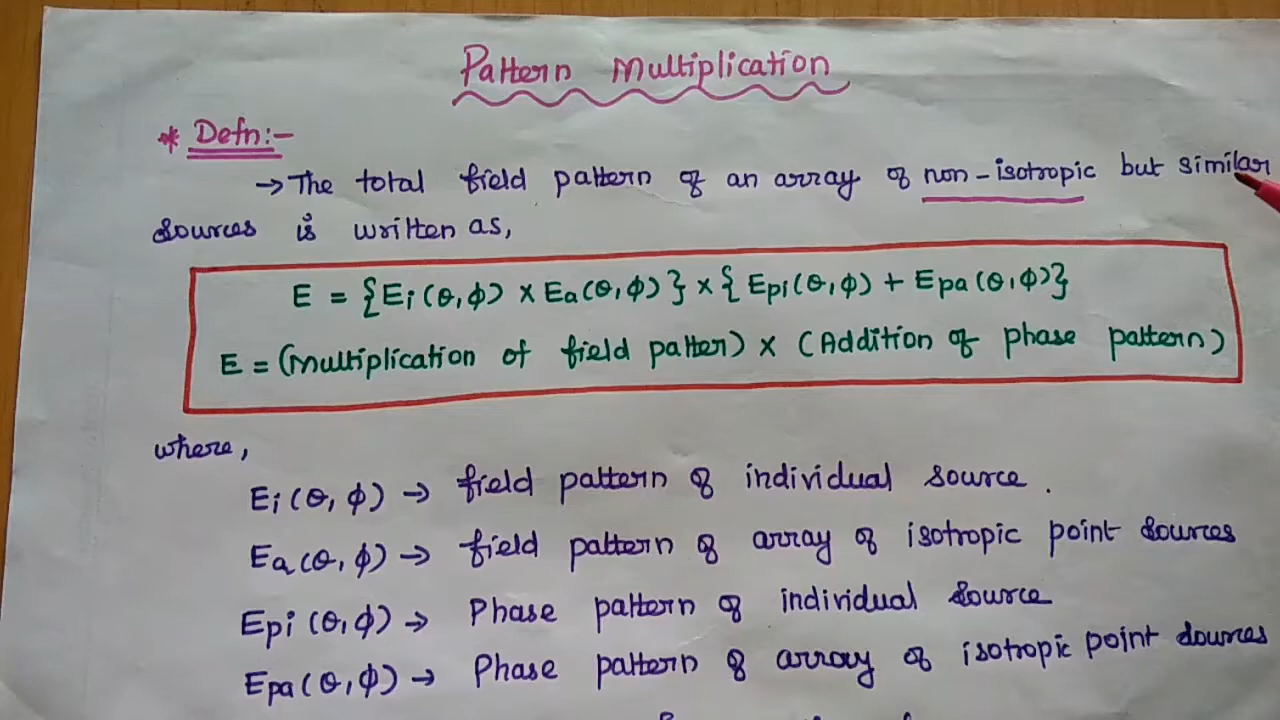 Pattern Multiplication
* Defn:-
→ The total field pattern of an array of non-isotropic but similar
sources is written as,
E = {Ei(θ,ϕ) × Ea(θ,ϕ)} × {Epi(θ,ϕ) + Epa(θ,ϕ)}
E = (Multiplication of field patter) × (Addition of phase pattern)
where,
Ei(θ,ϕ) → field pattern of individual source.
Ea(θ,ϕ) → field pattern of array of isotropic point sources
Epi(θ,ϕ) → Phase pattern of individual source
Epa(θ,ϕ) → Phase pattern of array of isotropic point sources